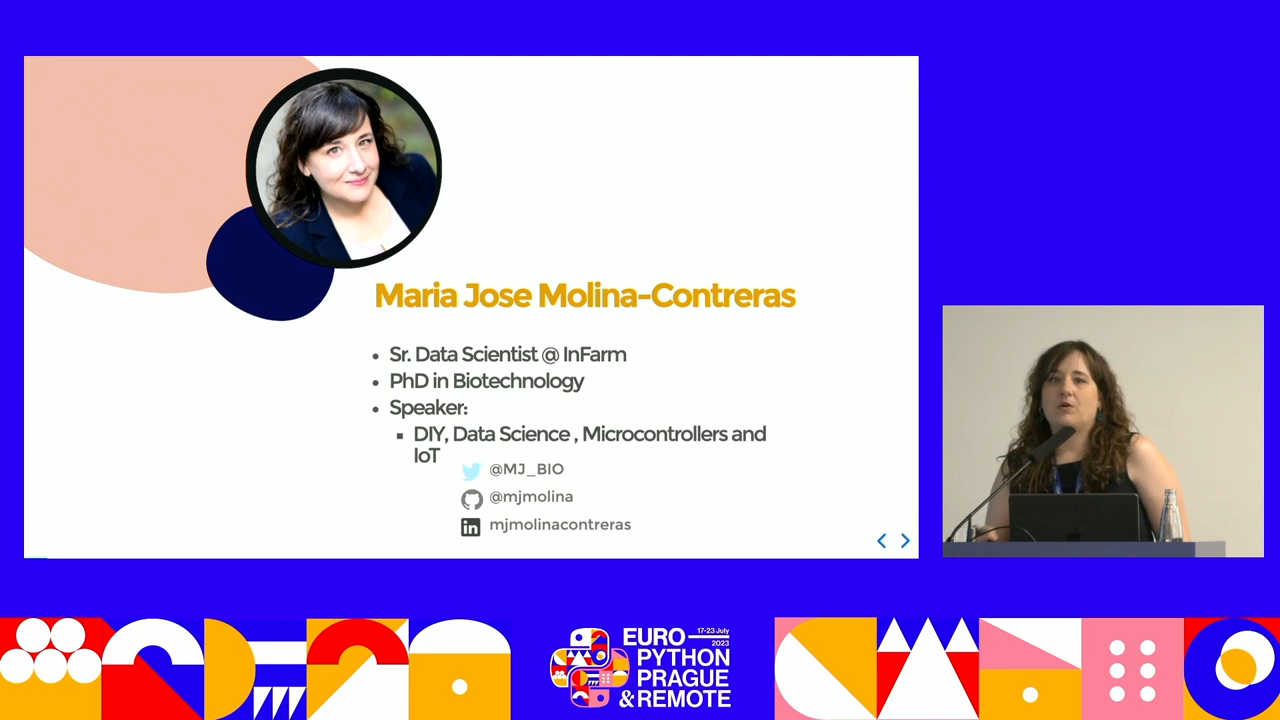 Maria Jose Molina-Contreras
Sr. Data Scientist @ InFarm
PhD in Biotechnology
Speaker:
DIY, Data Science , Microcontrollers and
IoT
@MJ_BIO
@mjmolina
in mjmolinacontreras
EURO 17-23 July
2023
PYTHON
PRAGUE
& REMOTE